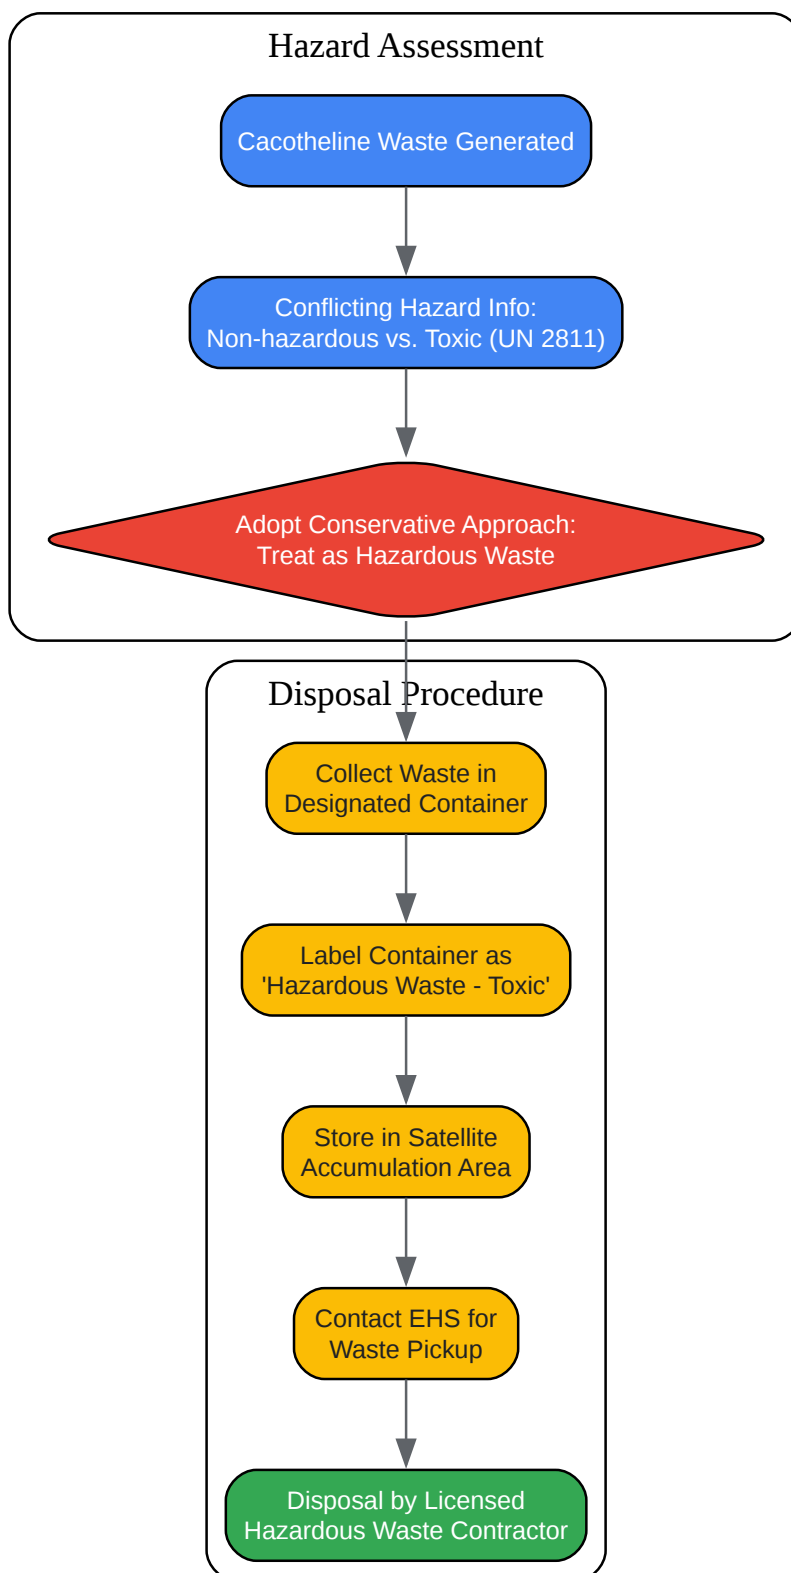 Hazard Assessment
Cacotheline Waste Generated
Conflicting Hazard Info:
Non-hazardous vs. Toxic (UN 2811)
Adopt Conservative Approach:
Treat as Hazardous Waste
Disposal Procedure
Collect Waste in
Designated Container
Label Container as
'Hazardous Waste - Toxic'
Store in Satellite
Accumulation Area
Contact EHS for
Waste Pickup
Disposal by Licensed
Hazardous Waste Contractor